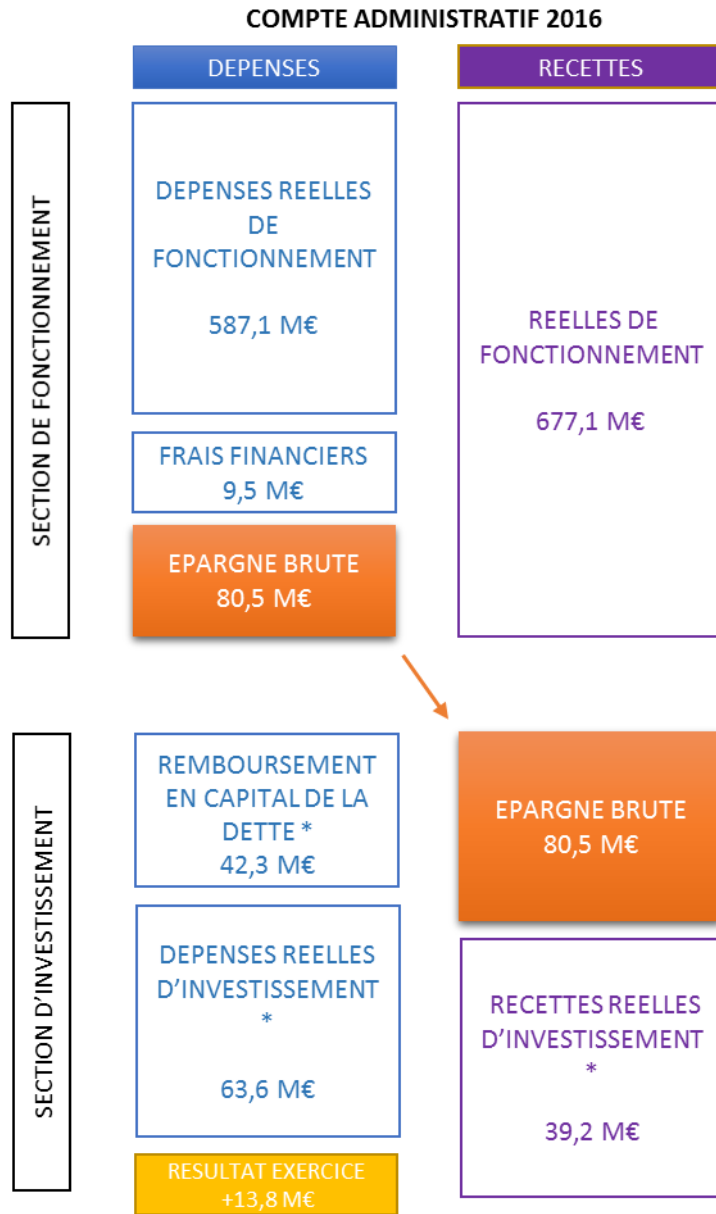 COMPTE ADMINISTRATIF 2016
DEPENSES
RECETTES
SECTION DE FONCTIONNEMENT
DEPENSES REELLES
DE
FONCTIONNEMENT
587,1 M€
FRAIS FINANCIERS
9,5 M€
EPARGNE BRUTE
80,5 M€
REELLES DE
FONCTIONNEMENT
677,1 M€
SECTION D'INVESTISSEMENT
REMBOURSEMENT
EN CAPITAL DE LA
DETTE *
42,3 M€
DEPENSES REELLES
D'INVESTISSEMENT
*
63,6 M€
RESULTAT EXERCICE
+13,8 M€
EPARGNE BRUTE
80,5 M€
RECETTES REELLES
D'INVESTISSEMENT
*
39,2 M€